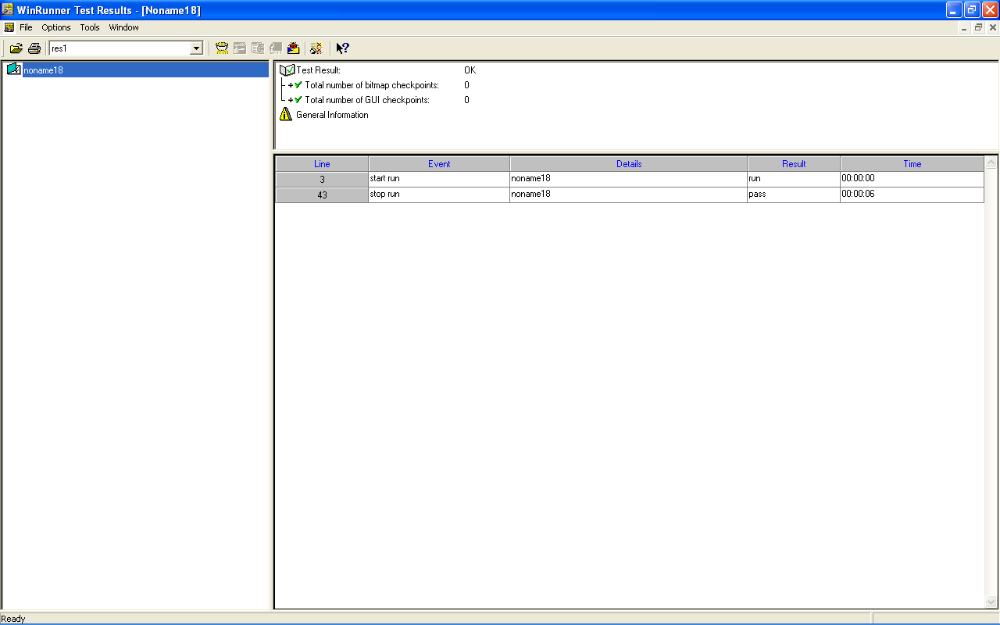 WinRunner Test Results - [Noname18]
File Options Tools Window
res1
noname18
Test Result: OK
Total number of bitmap checkpoints: 0
Total number of GUI checkpoints: 0
General Information
Line Event Details Result Time
3 start run noname18 run 00:00:00
43 stop run noname18 pass 00:00:06
Ready